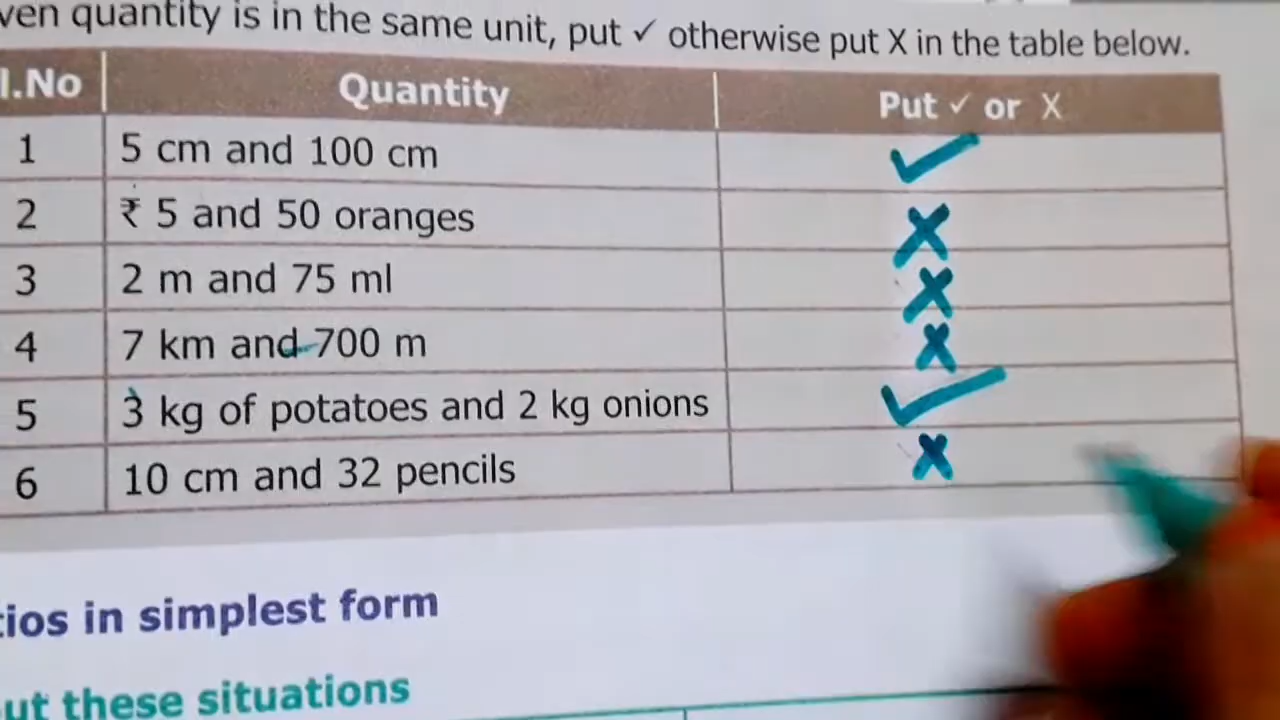 ven quantity is in the same unit, put ✓ otherwise put X in the table below.
l.No Quantity Put ✓ or X
1 5 cm and 100 cm ✓
2 ₹ 5 and 50 oranges X
3 2 m and 75 ml X
4 7 km and 700 m X
5 3 kg of potatoes and 2 kg onions ✓
6 10 cm and 32 pencils X
tios in simplest form
ut these situations